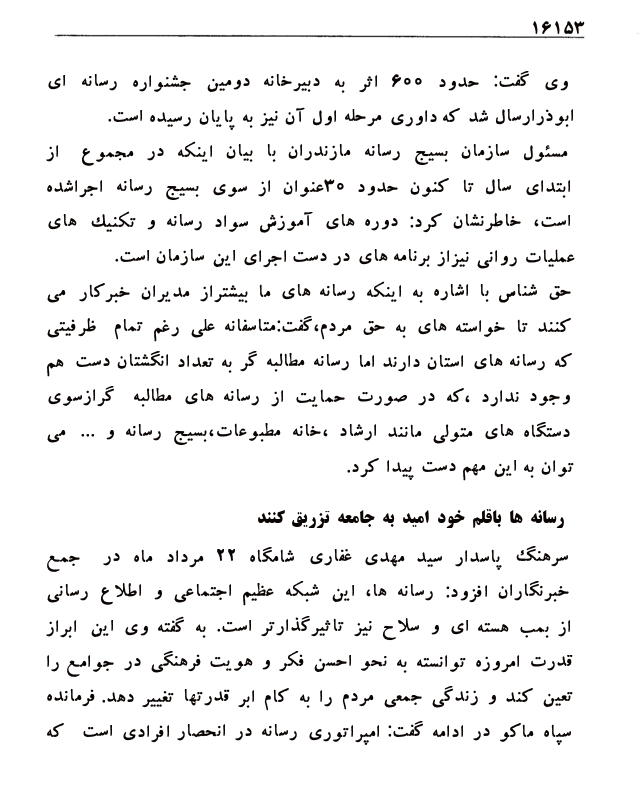 ۱۶۱۵۳
وی گفت: حدود ۶۰۰ اثر به دبیرخانه دومین جشنواره رسانه ای
ابوذرارسال شد که داوری مرحله اول آن نیز به پایان رسیده است.
مسئول سازمان بسیج رسانه مازندران با بیان اینکه در مجموع از
ابتدای سال تا کنون حدود ۳۰عنوان از سوی بسیج رسانه اجراشده
است، خاطرنشان کرد: دوره های آموزش سواد رسانه و تکنیك های
عملیات روانی نیزاز برنامه های در دست اجرای این سازمان است.
حق شناس با اشاره به اینکه رسانه های ما بیشتراز مدیران خبرکار می
کنند تا خواسته های به حق مردم،گفت:متاسفانه علی رغم تمام ظرفیتی
که رسانه های استان دارند اما رسانه مطالبه گر به تعداد انگشتان دست هم
وجود ندارد ،که در صورت حمایت از رسانه های مطالبه گرازسوی
دستگاه های متولی مانند ارشاد ،خانه مطبوعات،بسیج رسانه و ... می
توان به این مهم دست پیدا کرد.
رسانه ها باقلم خود امید به جامعه تزریق کنند
سرهنگ پاسدار سید مهدی غفاری شامگاه ۲۲ مرداد ماه در جمع
خبرنگاران افزود: رسانه ها، این شبکه عظیم اجتماعی و اطلاع رسانی
از بمب هسته ای و سلاح نیز تاثیرگذارتر است. به گفته وی این ابراز
قدرت امروزه توانسته به نحو احسن فکر و هویت فرهنگی در جوامع را
تعین کند و زندگی جمعی مردم را به کام ابر قدرتها تغییر دهد. فرمانده
سپاه ماکو در ادامه گفت: امپراتوری رسانه در انحصار افرادی است که